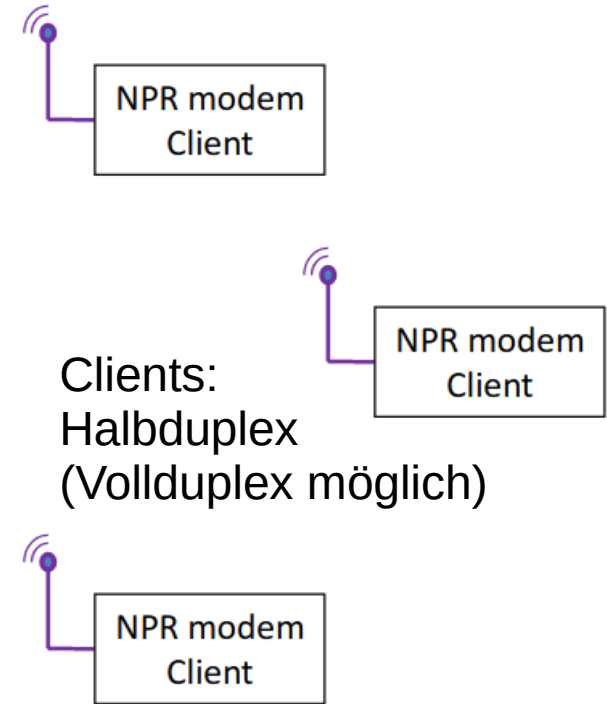 NPR modem
Client
NPR modem
Client
Clients:
Halbduplex
(Vollduplex möglich)
NPR modem
Client